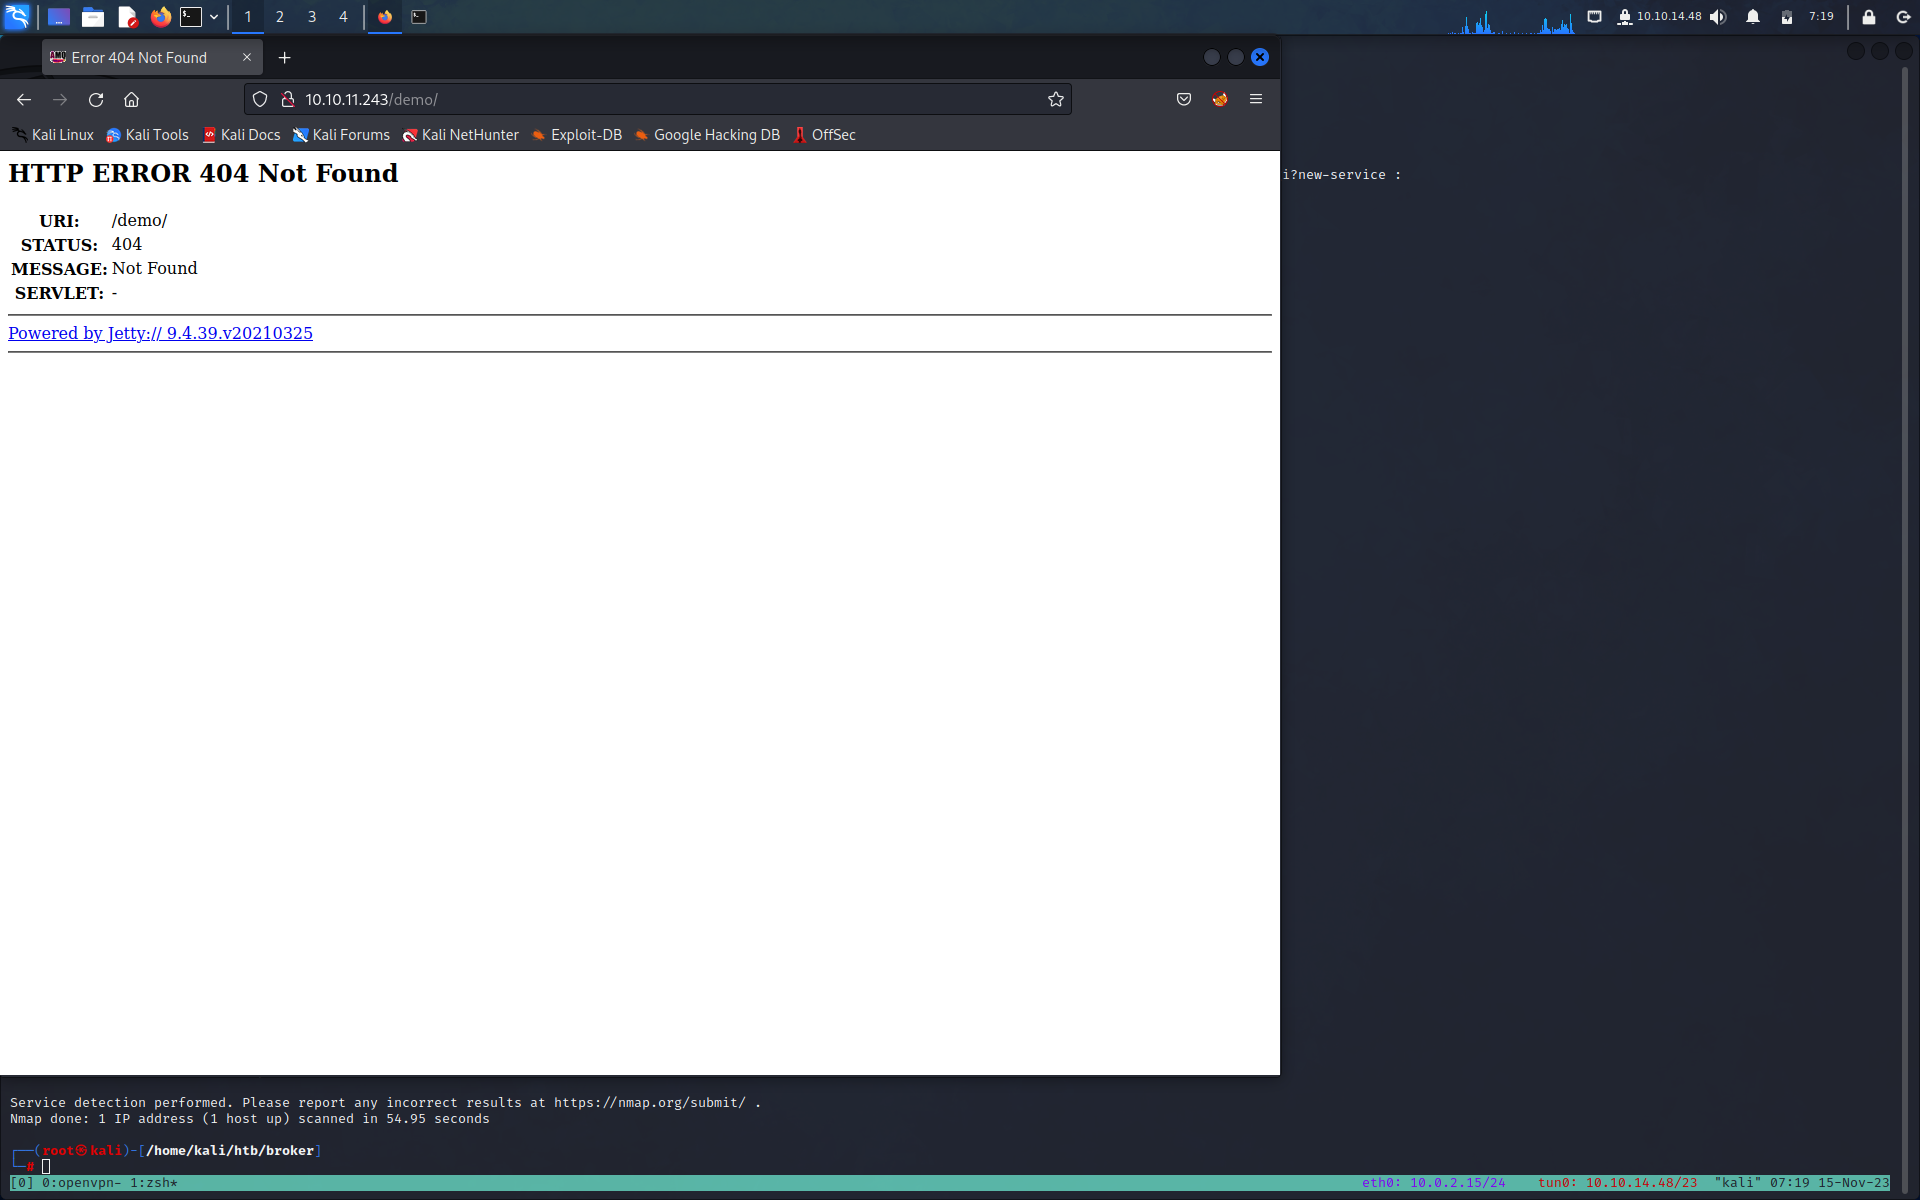 1 2 3 4 10.10.14.48 7:19
Error 404 Not Found
10.10.11.243/demo/
Kali Linux Kali Tools Kali Docs Kali Forums Kali NetHunter Exploit-DB Google Hacking DB OffSec
HTTP ERROR 404 Not Found
i?new-service :
URI: /demo/
STATUS: 404
MESSAGE: Not Found
SERVLET: -
Powered by Jetty:// 9.4.39.v20210325
Service detection performed. Please report any incorrect results at https://nmap.org/submit/ .
Nmap done: 1 IP address (1 host up) scanned in 54.95 seconds
┌──(root㉿kali)-[/home/kali/htb/broker]
└─#
[0] 0:openvpn- 1:zsh* eth0: 10.0.2.15/24 tun0: 10.10.14.48/23 "kali" 07:19 15-Nov-23